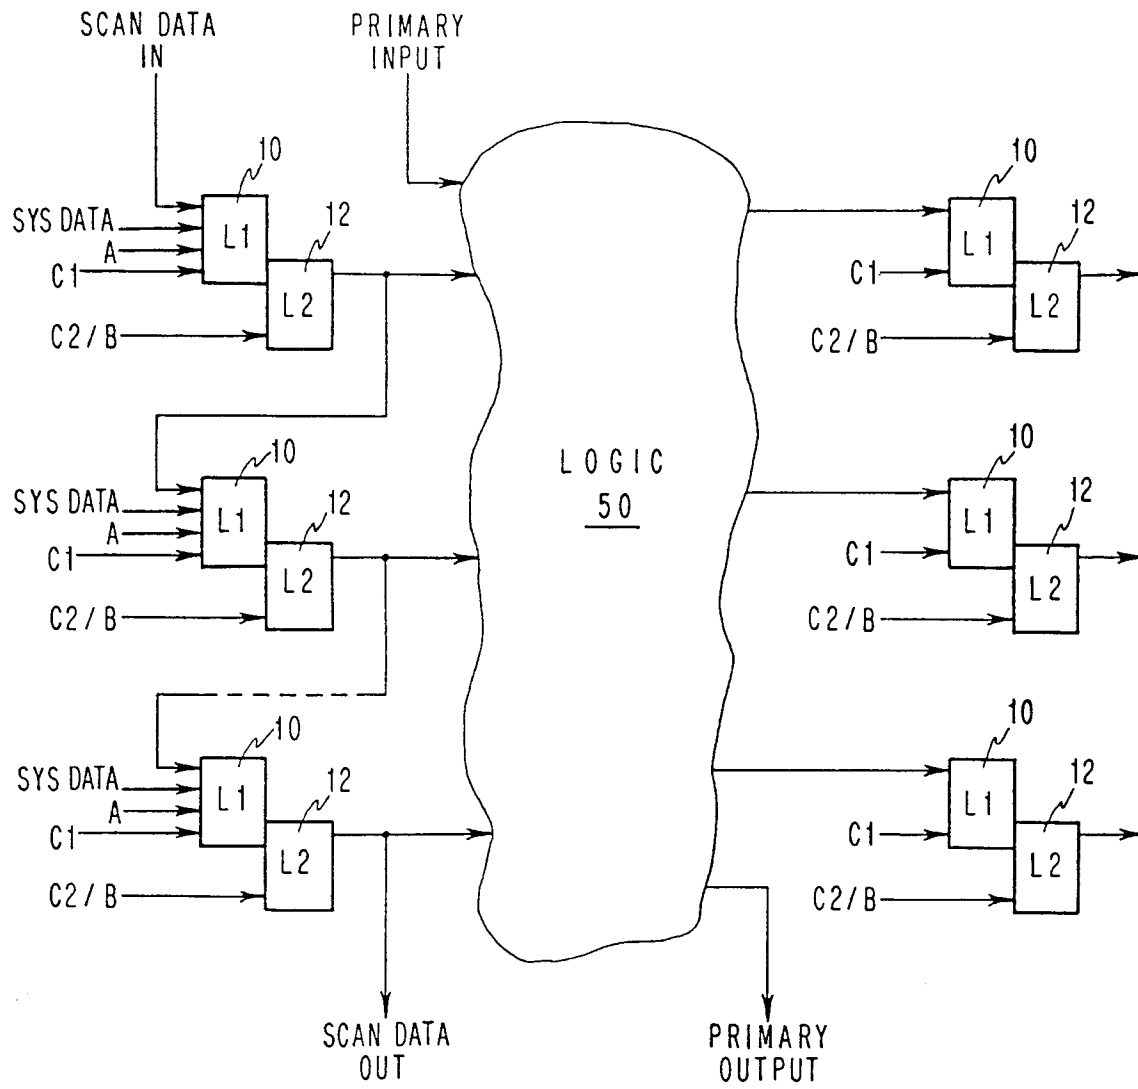 SCAN DATA
IN
PRIMARY
INPUT
10
SYS DATA
A
C1
L1
12
L2
C2/B
10
C1
L1
12
L2
C2/B
LOGIC
50
10
SYS DATA
A
C1
L1
12
L2
C2/B
10
C1
L1
12
L2
C2/B
10
SYS DATA
A
C1
L1
12
L2
C2/B
10
C1
L1
12
L2
C2/B
SCAN DATA
OUT
PRIMARY
OUTPUT